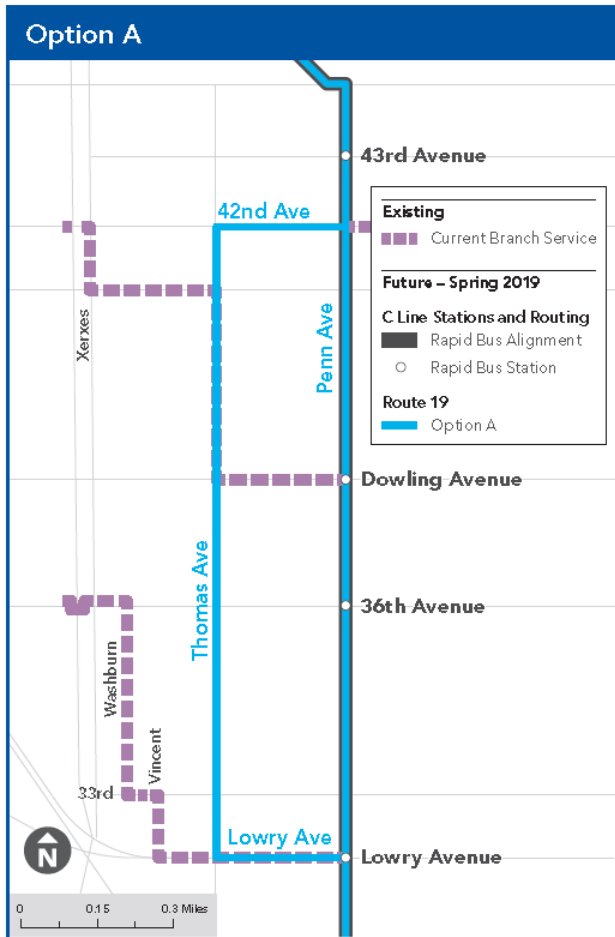 Option A
43rd Avenue
42nd Ave
Existing
Current Branch Service
Future – Spring 2019
C Line Stations and Routing
Rapid Bus Alignment
Rapid Bus Station
Route 19
Option A
Xerxes
Penn Ave
Dowling Avenue
Thomas Ave
36th Avenue
Washburn
Vincent
33rd
Lowry Ave
Lowry Avenue
N
0 0.15 0.3 Miles